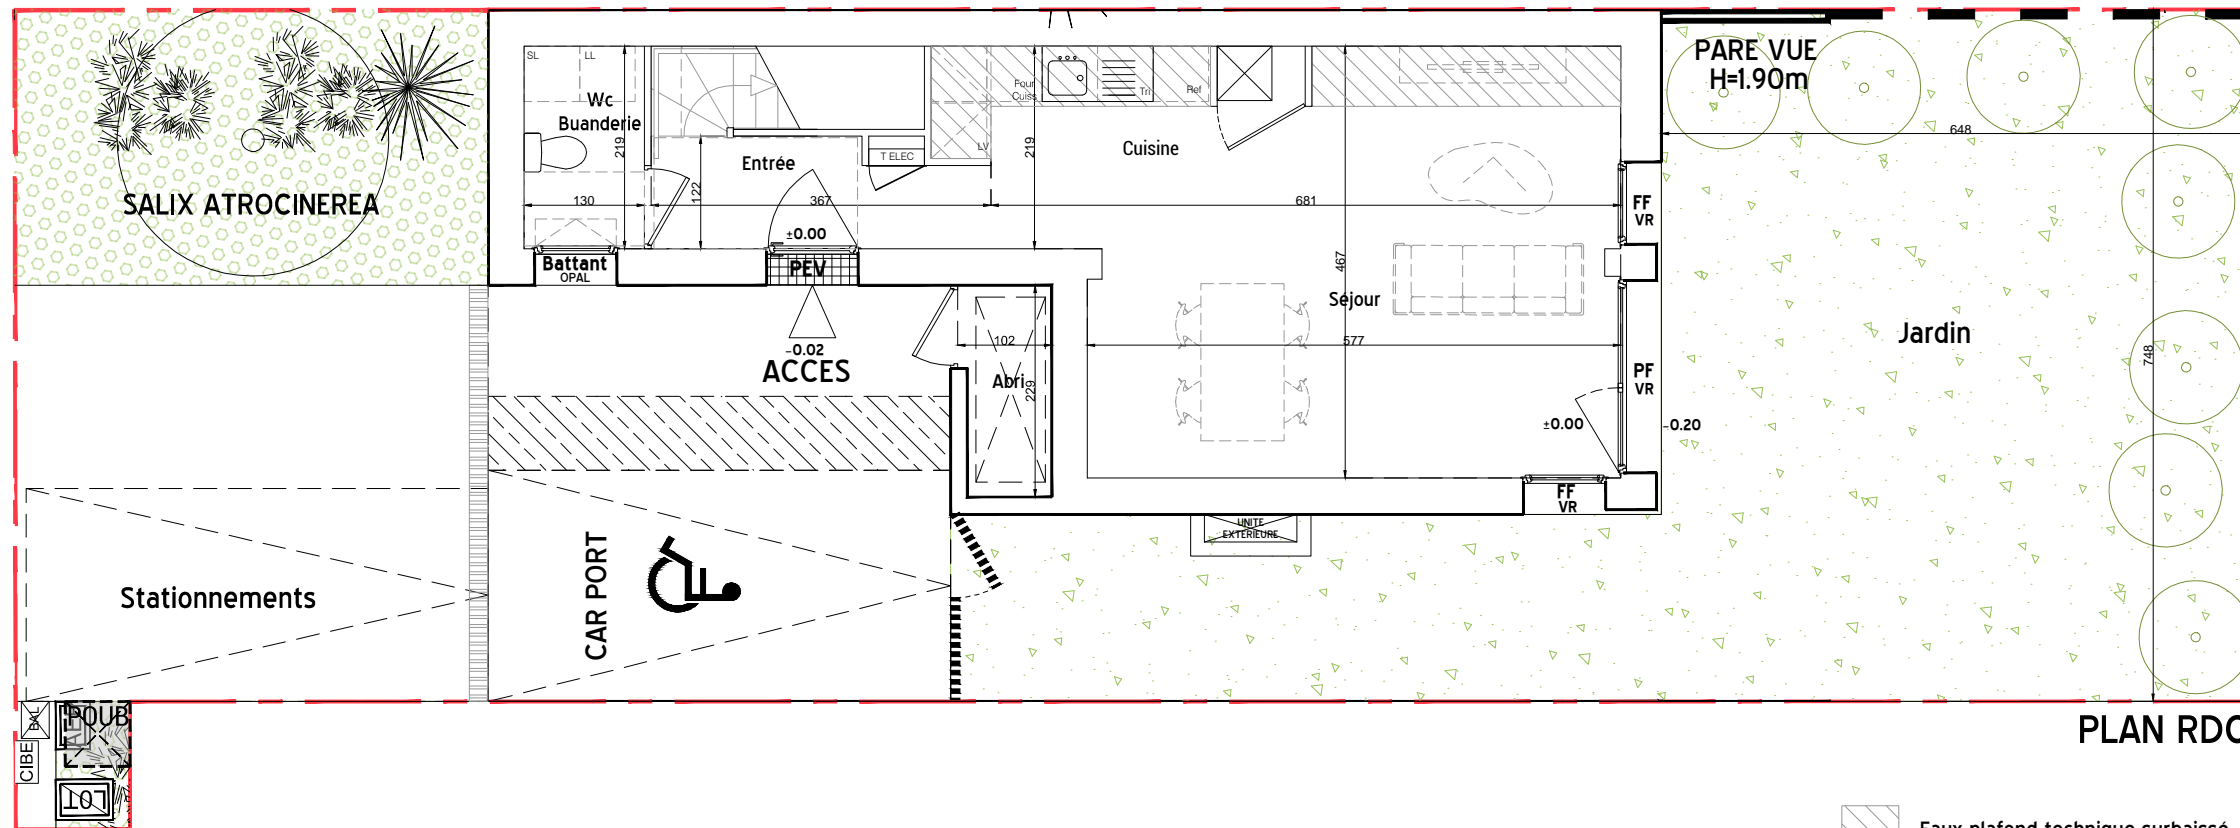 PARE VUE
H=1.90m
648
SL
LL
Wc
Buanderie
219
130
Entrée
122
367
T ELEC
LV
Four
Cuiss
Tri
Ref
219
Cuisine
681
467
Séjour
577
FF
VR
PF
VR
±0.00
-0.20
FF
VR
SALIX ATROCINEREA
Battant
OPAL
±0.00
PEV
-0.02
ACCES
102
Abri
229
Jardin
748
UNITE
EXTERIEURE
CAR PORT
Stationnements
BAL
POUB
CIBE
LOT
PLAN RDC
Faux plafond technique surbaissé